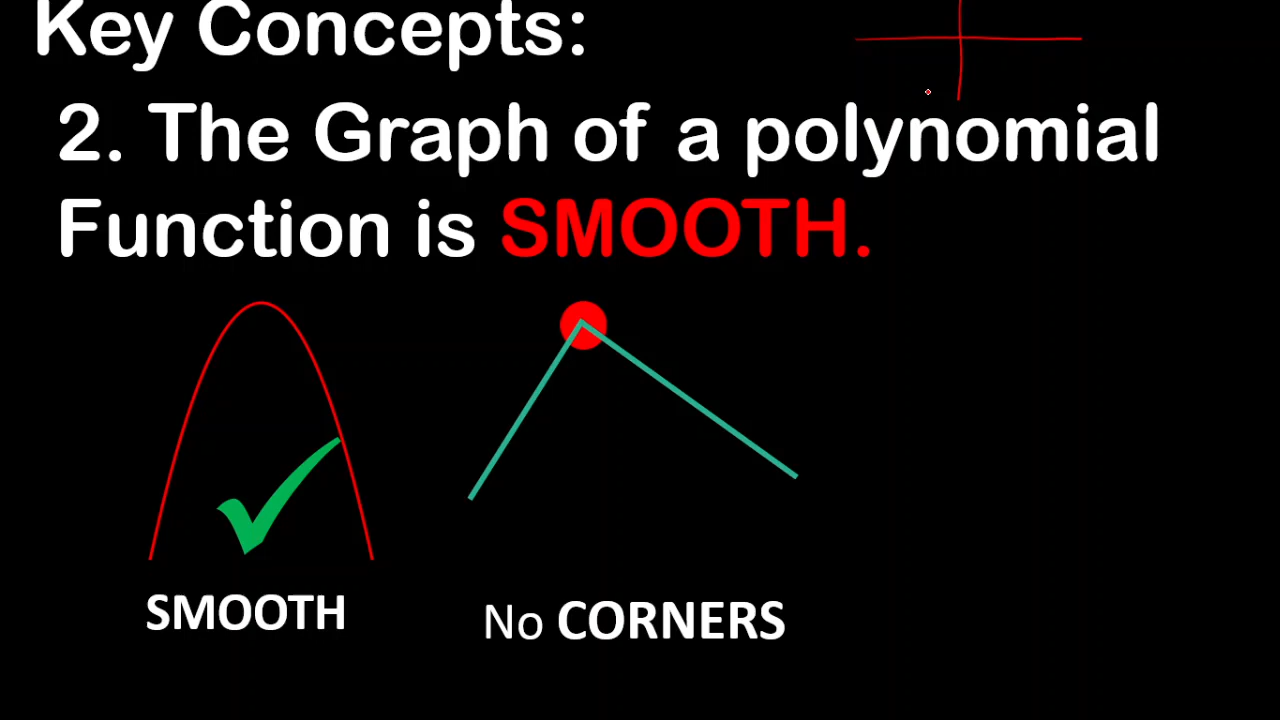 Key Concepts:
2. The Graph of a polynomial
Function is SMOOTH.
SMOOTH
No CORNERS